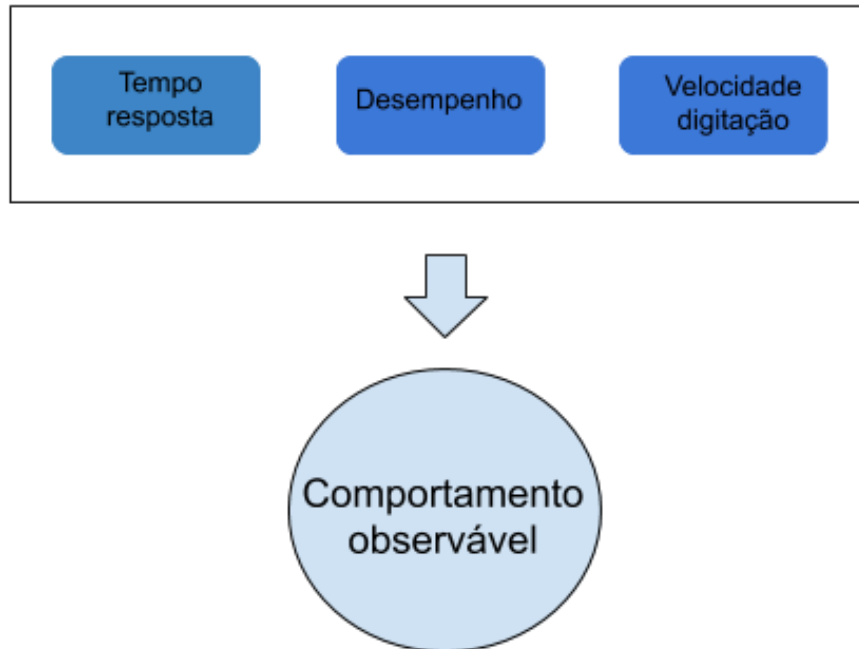 Tempo
resposta
Desempenho
Velocidade
digitação
Comportamento
observável